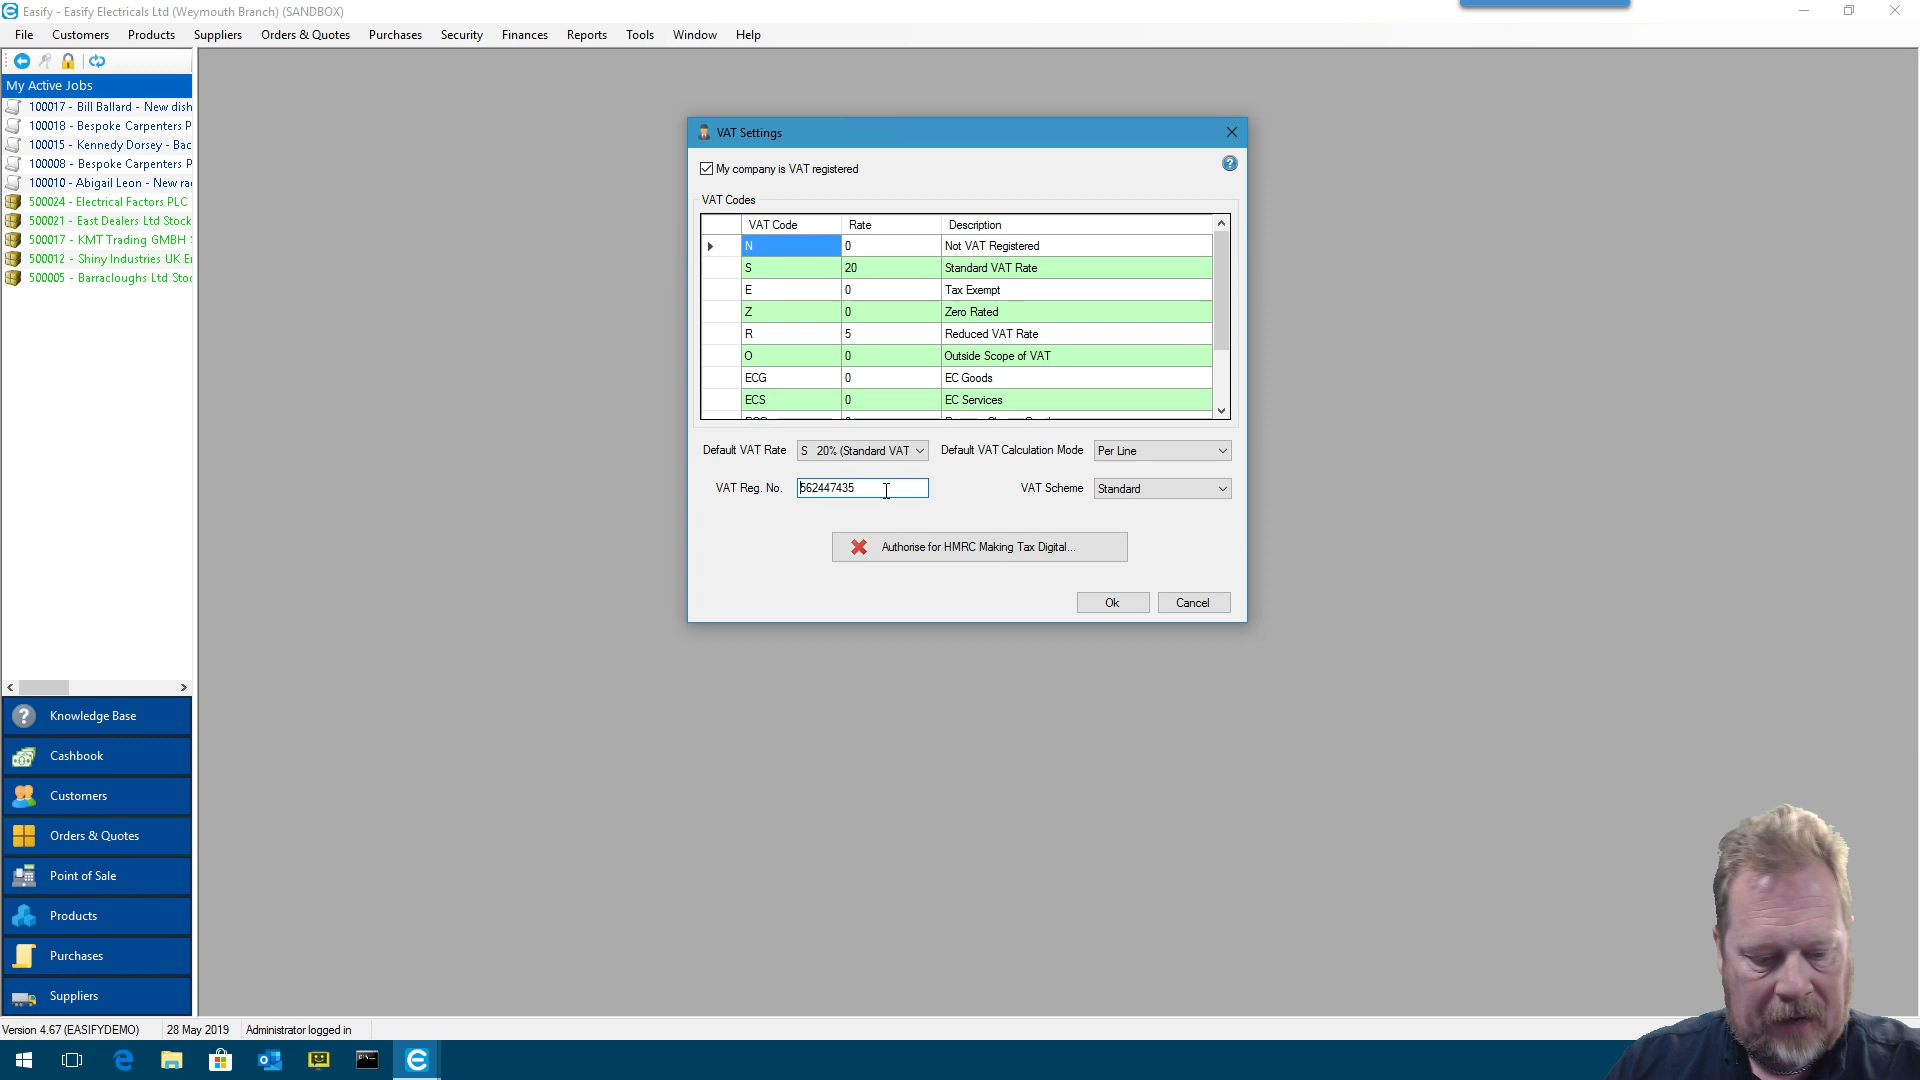 Easify - Easify Electricals Ltd (Weymouth Branch) (SANDBOX)
File Customers Products Suppliers Orders & Quotes Purchases Security Finances Reports Tools Window Help
My Active Jobs
100017 - Bill Ballard - New dish
100018 - Bespoke Carpenters P
100015 - Kennedy Dorsey - Bac
100008 - Bespoke Carpenters P
100010 - Abigail Leon - New ra
500024 - Electrical Factors PLC
500021 - East Dealers Ltd Stock
500017 - KMT Trading GMBH
500012 - Shiny Industries UK E
500005 - Barracloughs Ltd Stoc
Knowledge Base
Cashbook
Customers
Orders & Quotes
Point of Sale
Products
Purchases
Suppliers
VAT Settings
My company is VAT registered
VAT Codes
VAT Code Rate Description
N 0 Not VAT Registered
S 20 Standard VAT Rate
E 0 Tax Exempt
Z 0 Zero Rated
R 5 Reduced VAT Rate
O 0 Outside Scope of VAT
ECG 0 EC Goods
ECS 0 EC Services
Default VAT Rate S 20% (Standard VAT Default VAT Calculation Mode Per Line
VAT Reg. No. 562447435 VAT Scheme Standard
Authorise for HMRC Making Tax Digital...
Ok Cancel
Version 4.67 (EASIFYDEMO) 28 May 2019 Administrator logged in